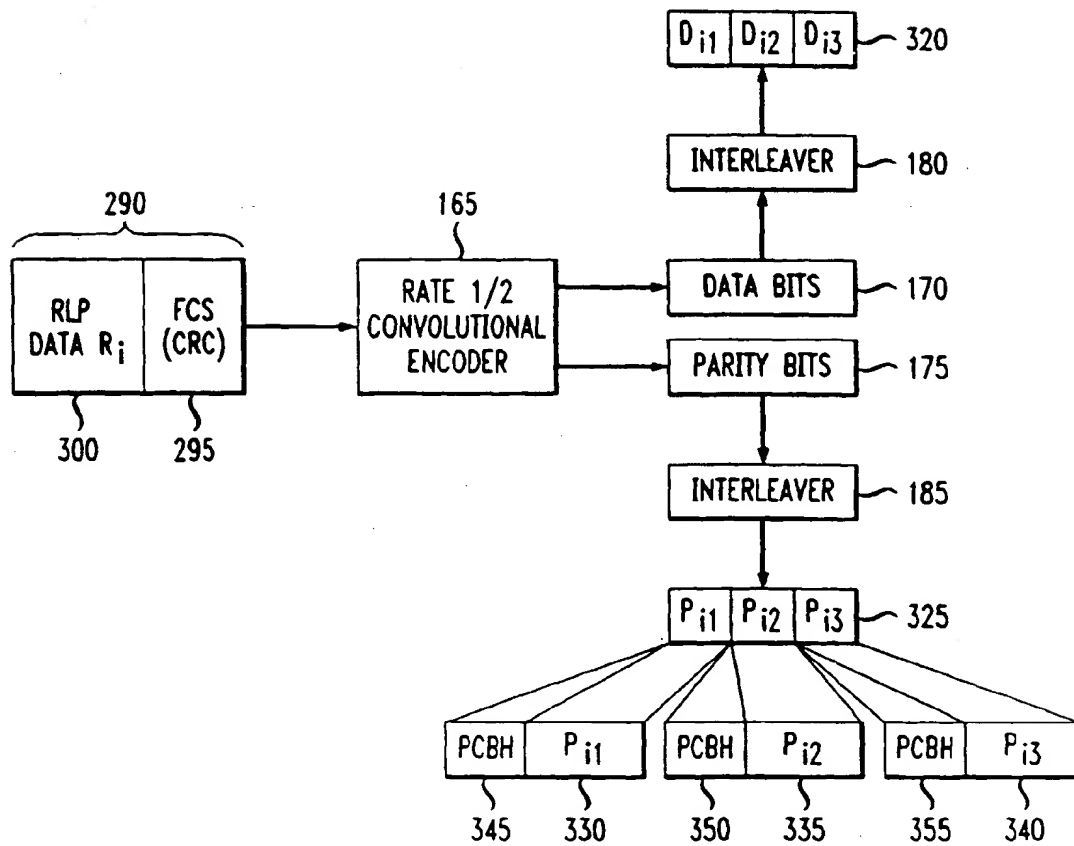 D_i1 D_i2 D_i3 320
INTERLEAVER 180
290
165
RLP DATA R_i
FCS (CRC)
RATE 1/2
CONVOLUTIONAL
ENCODER
DATA BITS 170
PARITY BITS 175
300 295
INTERLEAVER 185
P_i1 P_i2 P_i3 325
PCBH P_i1 PCBH P_i2 PCBH P_i3
345 330 350 335 355 340